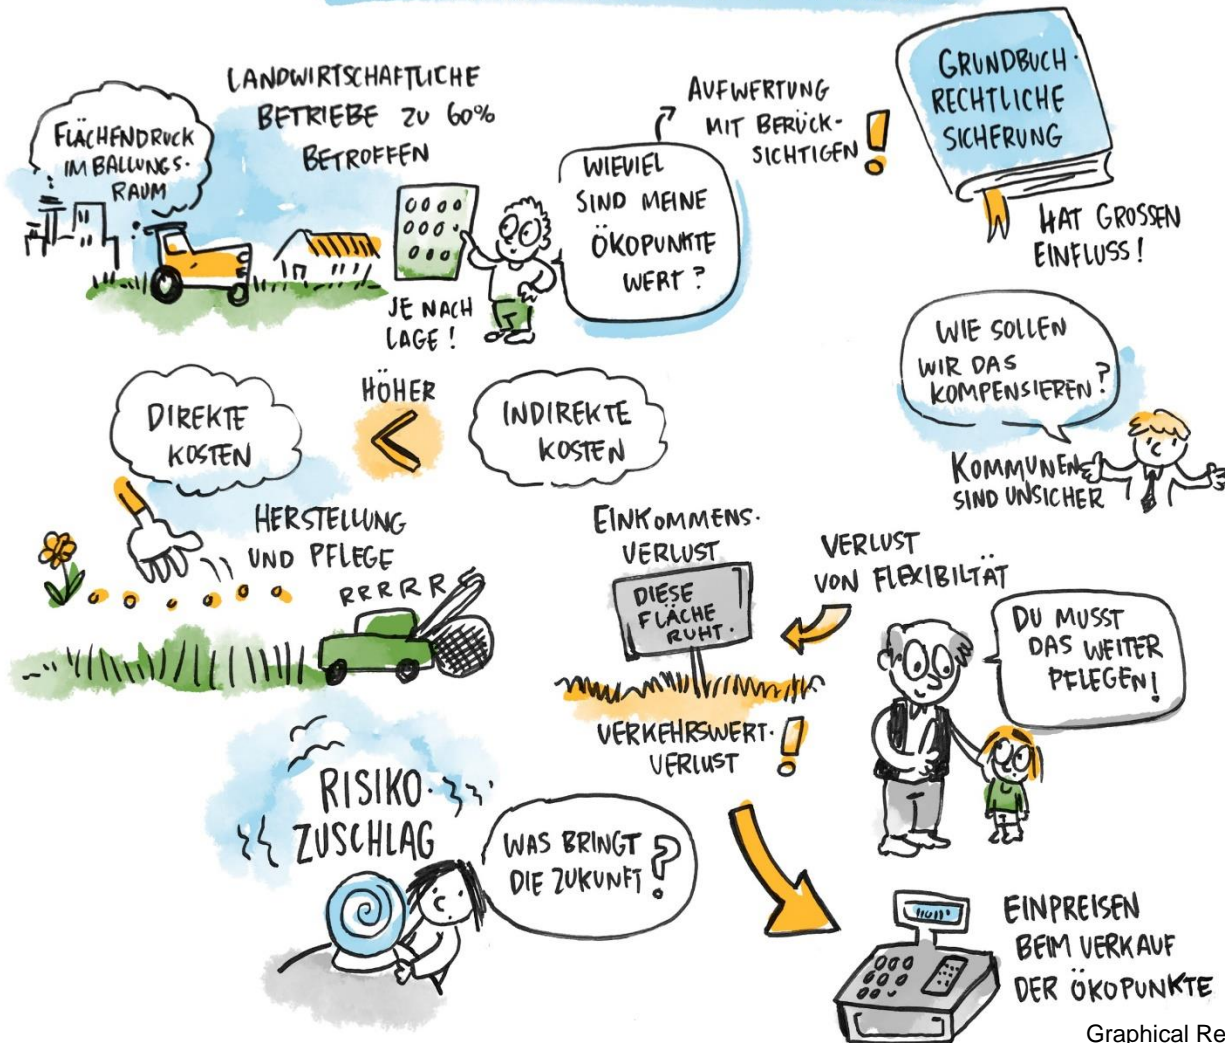 LANDWIRTSCHAFTLICHE
BETRIEBE ZU 60%
BETROFFEN
FLÄCHENDRUCK
IM BALLUNGS-
RAUM
JE NACH
LAGE!
WIEVIEL
SIND MEINE
ÖKOPUNKTE
WERT?
AUFWERTUNG
MIT BERÜCK-
SICHTIGEN!
GRUNDBUCH-
RECHTLICHE
SICHERUNG
HAT GROSSEN
EINFLUSS!
WIE SOLLEN
WIR DAS
KOMPENSIEREN?
KOMMUNEN
SIND UNSICHER
DIREKTE
KOSTEN
HÖHER
<
INDIREKTE
KOSTEN
HERSTELLUNG
UND PFLEGE
RRRRR
EINKOMMENS-
VERLUST
DIESE
FLÄCHE
RUHT.
VERLUST
VON FLEXIBILTÄT
VERKEHRSWERT-
VERLUST!
DU MUSST
DAS WEITER
PFLEGEN!
RISIKO-
ZUSCHLAG
WAS BRINGT
DIE ZUKUNFT?
EINPREISEN
BEIM VERKAUF
DER ÖKOPUNKTE
Graphical Re